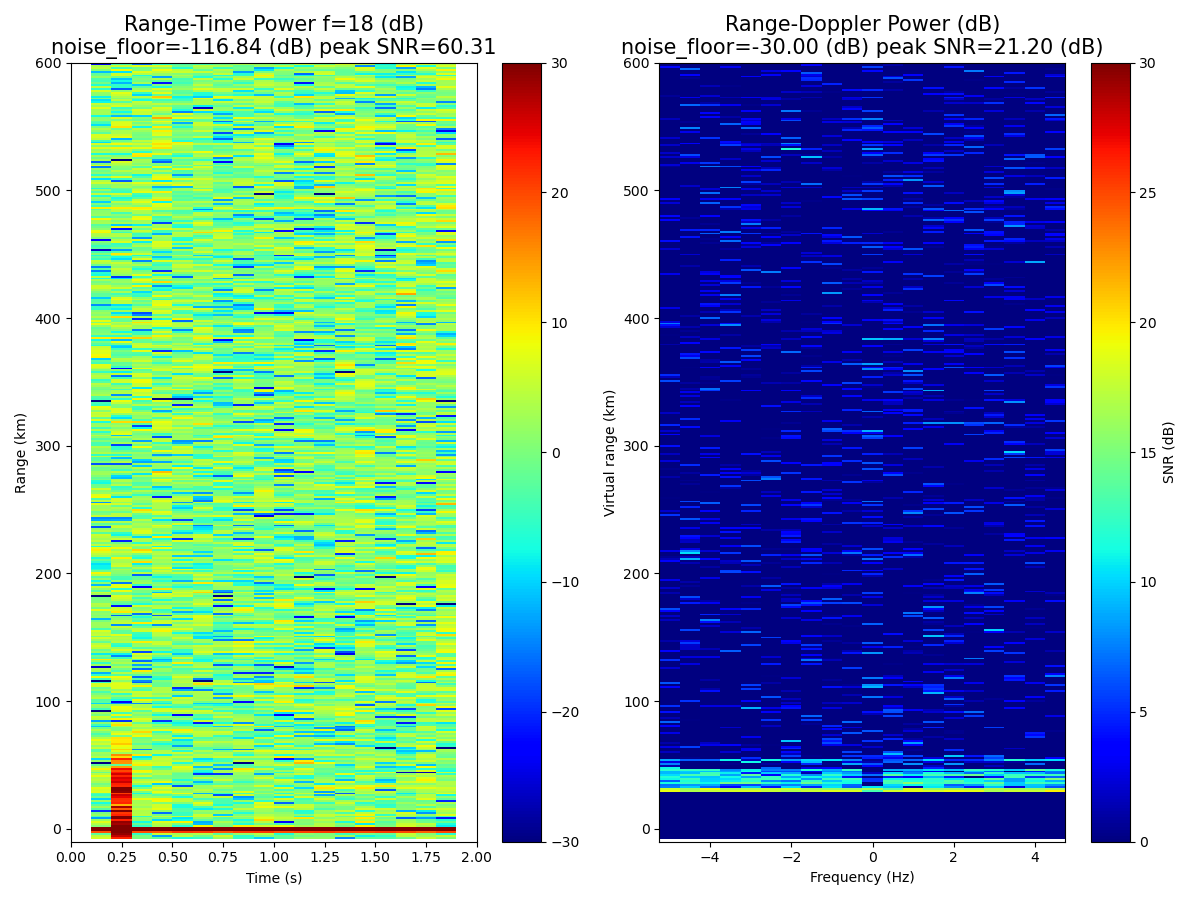 Range-Time Power f=18 (dB)
noise_floor=-116.84 (dB) peak SNR=60.31
600
500
400
300
200
100
0
Range (km)
0.00 0.25 0.50 0.75 1.00 1.25 1.50 1.75 2.00
Time (s)
30
20
10
0
−10
−20
−30
Range-Doppler Power (dB)
noise_floor=-30.00 (dB) peak SNR=21.20 (dB)
600
500
400
300
200
100
0
Virtual range (km)
−4 −2 0 2 4
Frequency (Hz)
30
25
20
15
10
5
0
SNR (dB)